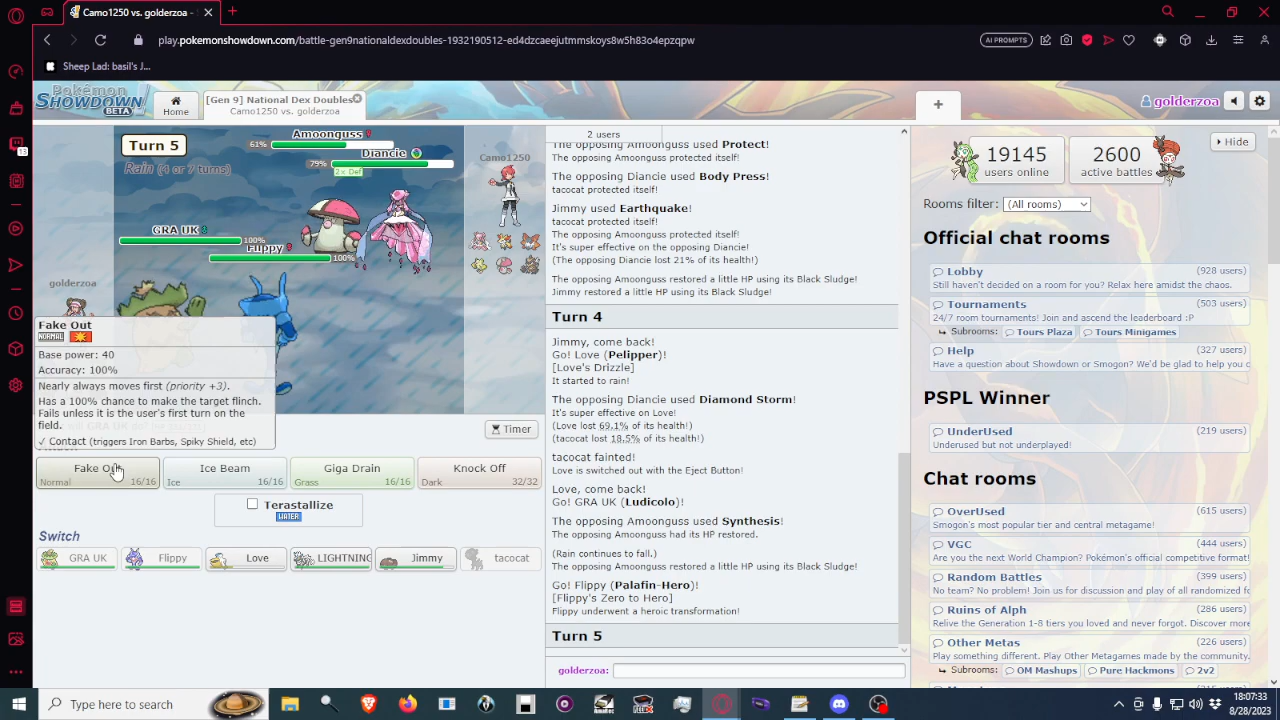 Camo1250 vs. golderzoa -
play.pokemonshowdown.com/battle-gen9nationaldexdoubles-1932190512-ed4dzcaeejutmmskoys8w5h83o4epzqnw
AI PROMPTS
Sheep Lad: basil's J...
Pokémon
SHOWDOWN
BETA
Home
[Gen 9] National Dex Doubles
Camo1250 vs. golderzoa
+
golderzoa
Turn 5
Rain (4 or 7 turns)
Amoonguss
61%
Diancie
79%
2x Def
Camo1250
GRA UK
100%
Flippy
100%
golderzoa
Fake Out
NORMAL
Base power: 40
Accuracy: 100%
Nearly always moves first (priority +3).
Has a 100% chance to make the target flinch.
Fails unless it is the user's first turn on the
field.
✓ Contact (triggers Iron Barbs, Spiky Shield, etc)
Timer
Fake Out
Normal 16/16
Ice Beam
Ice 16/16
Giga Drain
Grass 16/16
Knock Off
Dark 32/32
Terastallize
WATER
Switch
GRA UK
Flippy
Love
LIGHTNING
Jimmy
tacocat
2 users
The opposing Amoonguss used Protect!
The opposing Amoonguss protected itself!
The opposing Diancie used Body Press!
tacocat protected itself!
Jimmy used Earthquake!
tacocat protected itself!
The opposing Amoonguss protected itself!
It's super effective on the opposing Diancie!
(The opposing Diancie lost 21% of its health!)
The opposing Amoonguss restored a little HP using its Black Sludge!
Jimmy restored a little HP using its Black Sludge!
Turn 4
Jimmy, come back!
Go! Love (Pelipper)!
[Love's Drizzle]
It started to rain!
The opposing Diancie used Diamond Storm!
It's super effective on Love!
(Love lost 69.1% of its health!)
(tacocat lost 18.5% of its health!)
tacocat fainted!
Love is switched out with the Eject Button!
Love, come back!
Go! GRA UK (Ludicolo)!
The opposing Amoonguss used Synthesis!
The opposing Amoonguss had its HP restored.
(Rain continues to fall.)
The opposing Amoonguss restored a little HP using its Black Sludge!
Go! Flippy (Palafin-Hero)!
[Flippy's Zero to Hero]
Flippy underwent a heroic transformation!
Turn 5
golderzoa:
19145
users online
2600
active battles
Hide
Rooms filter: (All rooms)
Official chat rooms
Lobby (928 users)
Still haven't decided on a room for you? Relax here amidst the chaos.
Tournaments (503 users)
24/7 room tournaments! Join and ascend the leaderboard :P
Subrooms: Tours Plaza Tours Minigames
Help (327 users)
Have a question about Showdown or Smogon? We'd be glad to help you
PSPL Winner
UnderUsed (219 users)
Underused but not underplayed!
Chat rooms
OverUsed (615 users)
Smogon's most popular tier and central metagame!
VGC (444 users)
Are you the next World Champion? Pokémon's official competitive format!
Random Battles (399 users)
No team? No problem! Join us for discussion and play of all randomized
Ruins of Alph (286 users)
Relive the Generation 1-8 tiers you loved and never forgot. Discover more
Other Metas (226 users)
Play something different. Play Other Metagames made by the community.
Subrooms: OM Mashups Pure Hackmons 2v2
Type here to search
18:07:33
8/28/2023